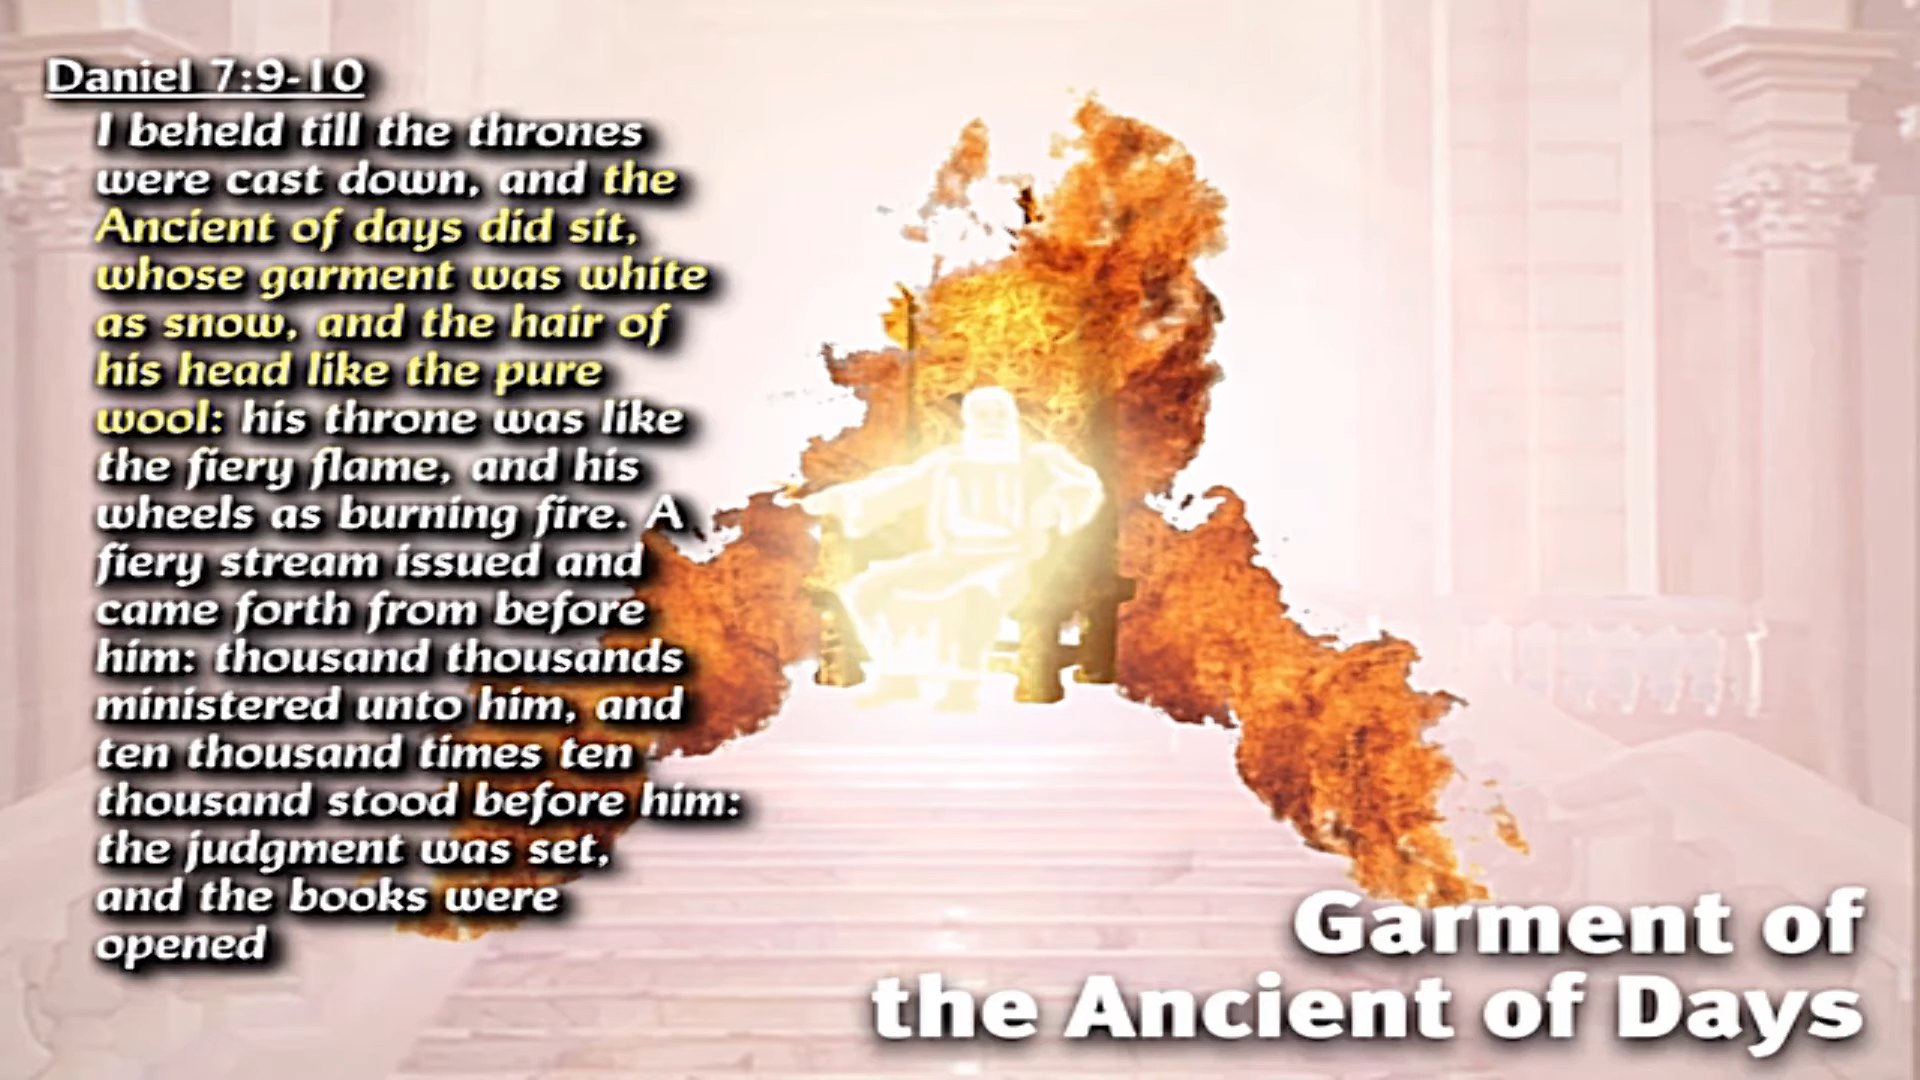 Daniel 7:9-10
I beheld till the thrones
were cast down, and the
Ancient of days did sit,
whose garment was white
as snow, and the hair of
his head like the pure
wool: his throne was like
the fiery flame, and his
wheels as burning fire. A
fiery stream issued and
came forth from before
him: thousand thousands
ministered unto him, and
ten thousand times ten
thousand stood before him:
the judgment was set,
and the books were
opened
Garment of
the Ancient of Days